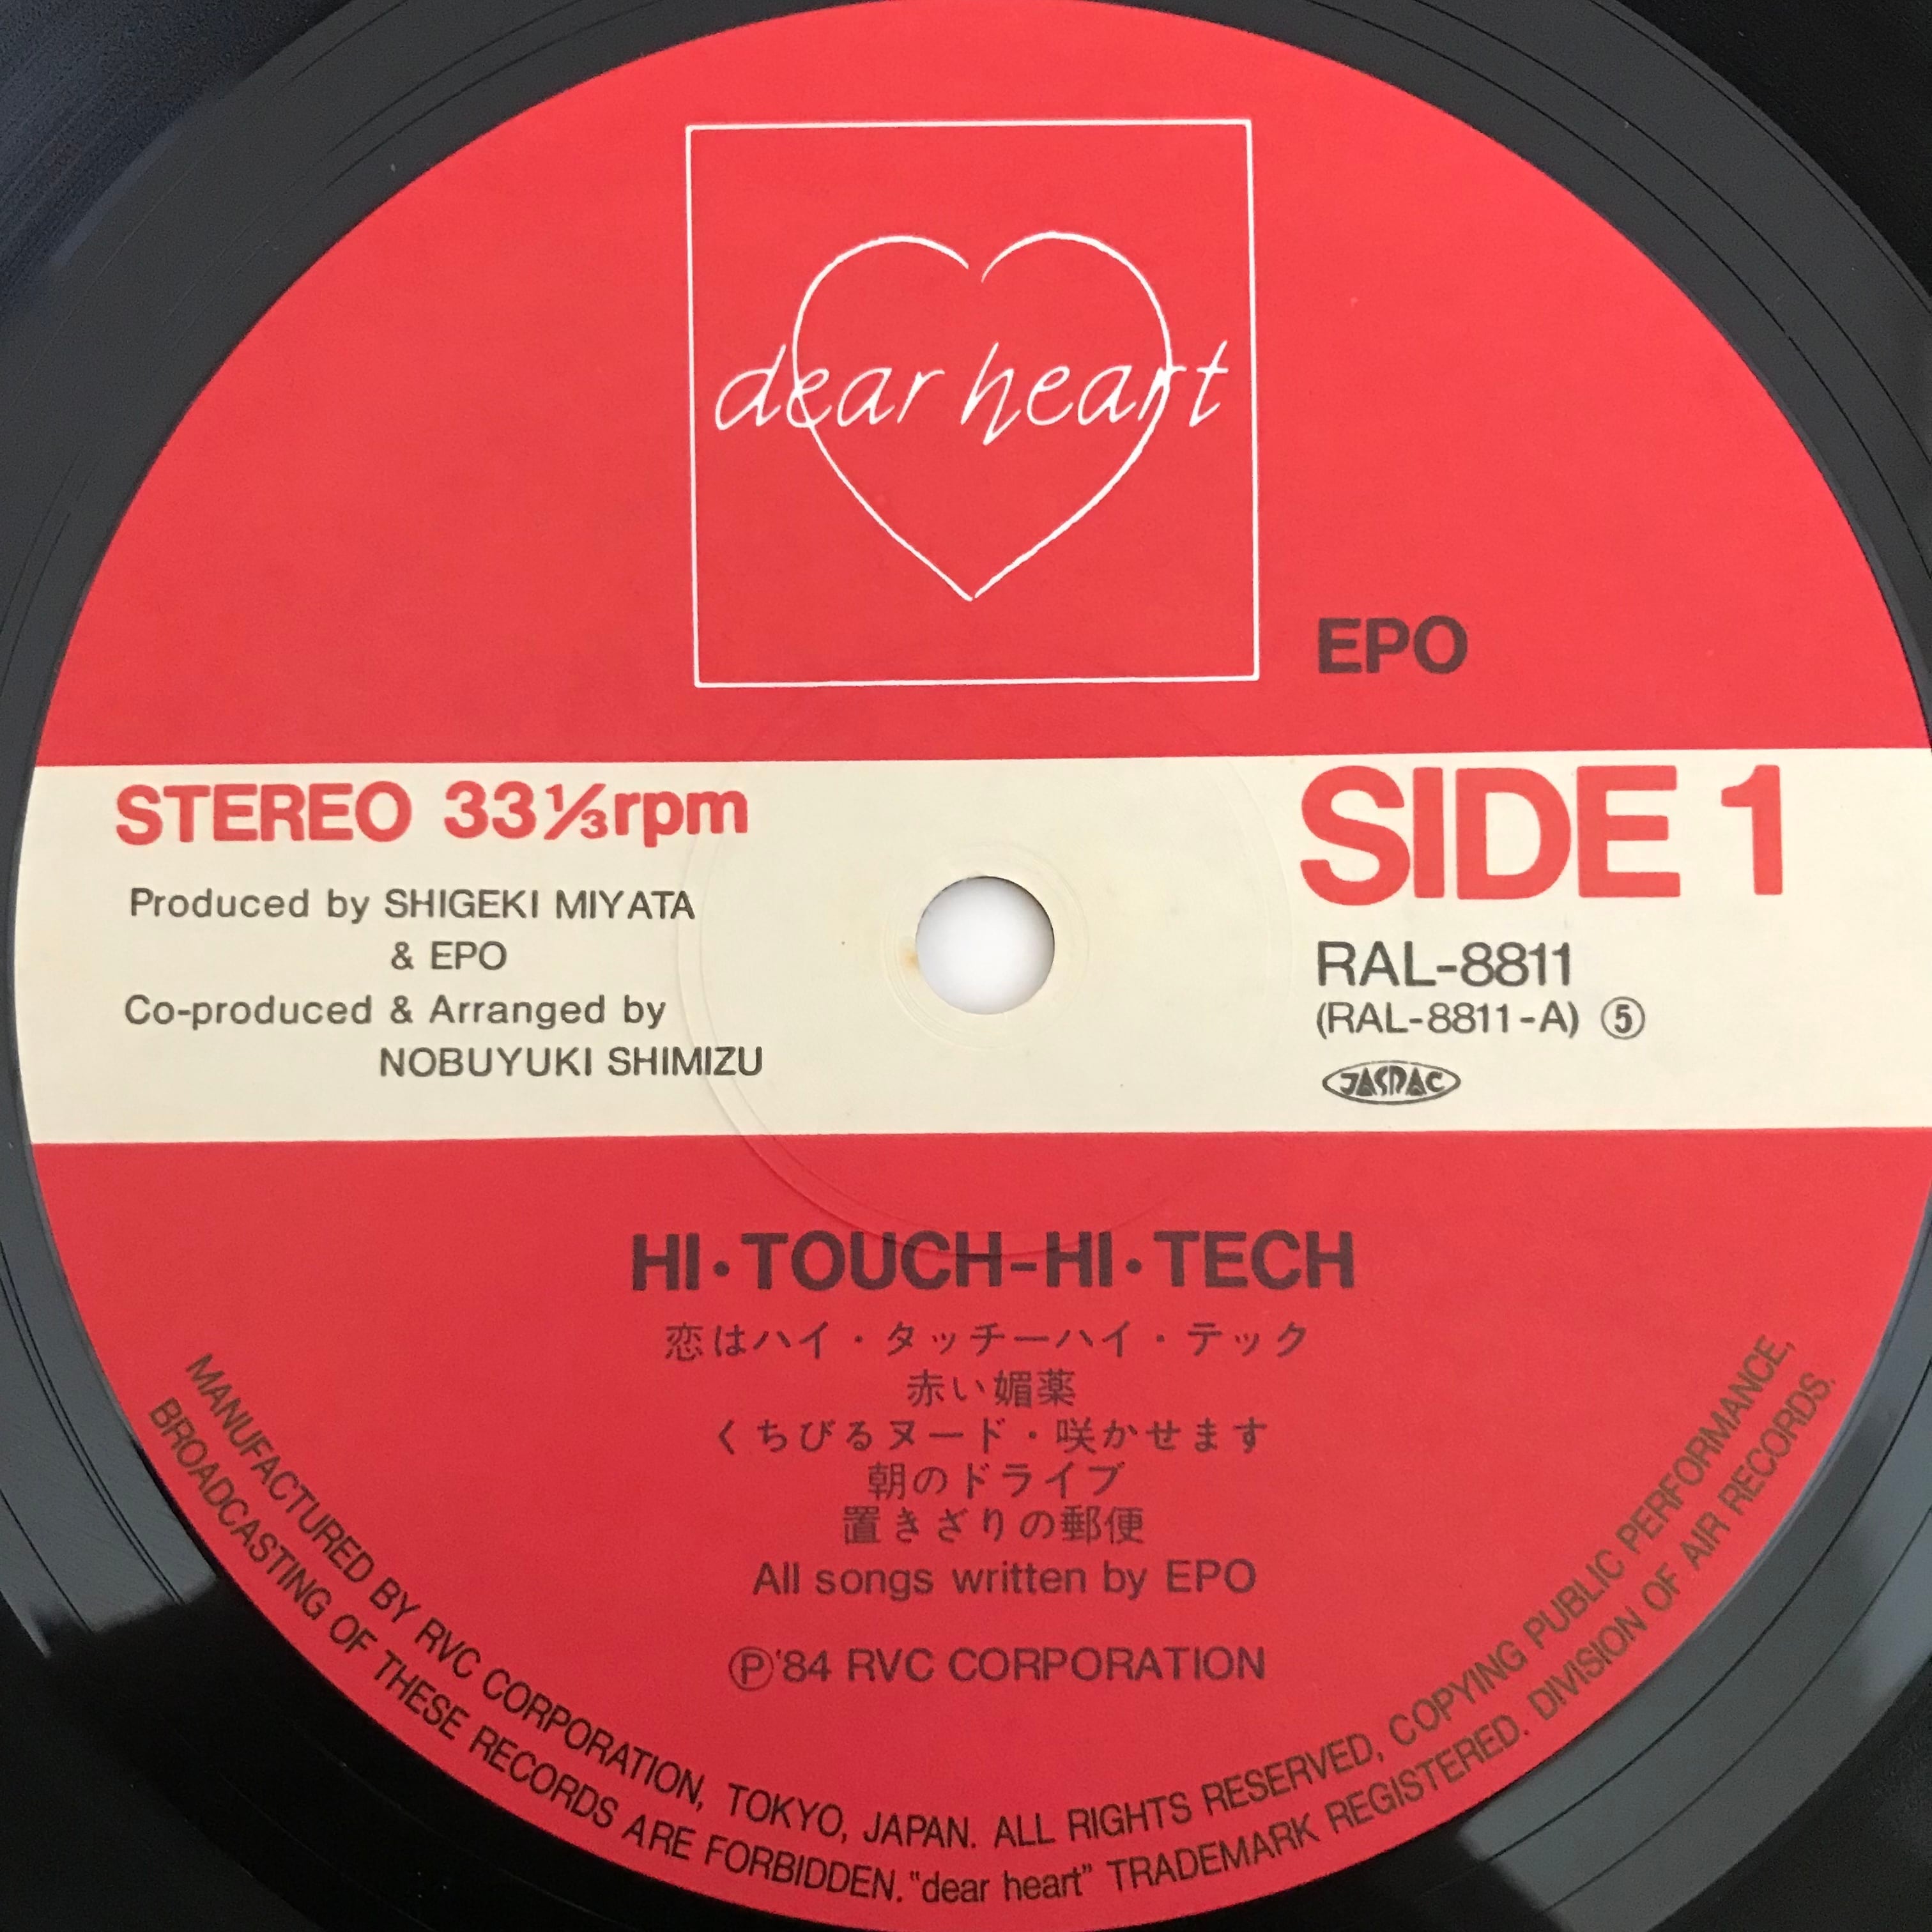 dear heart
EPO
STEREO 33⅓rpm
SIDE 1
Produced by SHIGEKI MIYATA
& EPO
Co-produced & Arranged by
NOBUYUKI SHIMIZU
RAL-8811
(RAL-8811-A) ⑤
JASRAC
HI・TOUCH-HI・TECH
恋はハイ・タッチーハイ・テック
赤い媚薬
くちびるヌード・咲かせます
朝のドライブ
置きざりの郵便
All songs written by EPO
Ⓟ'84 RVC CORPORATION
MANUFACTURED BY RVC CORPORATION, TOKYO, JAPAN. ALL RIGHTS RESERVED, COPYING PUBLIC PERFORMANCE,
BROADCASTING OF THESE RECORDS ARE FORBIDDEN. "dear heart" TRADEMARK REGISTERED. DIVISION OF AIR RECORDS.